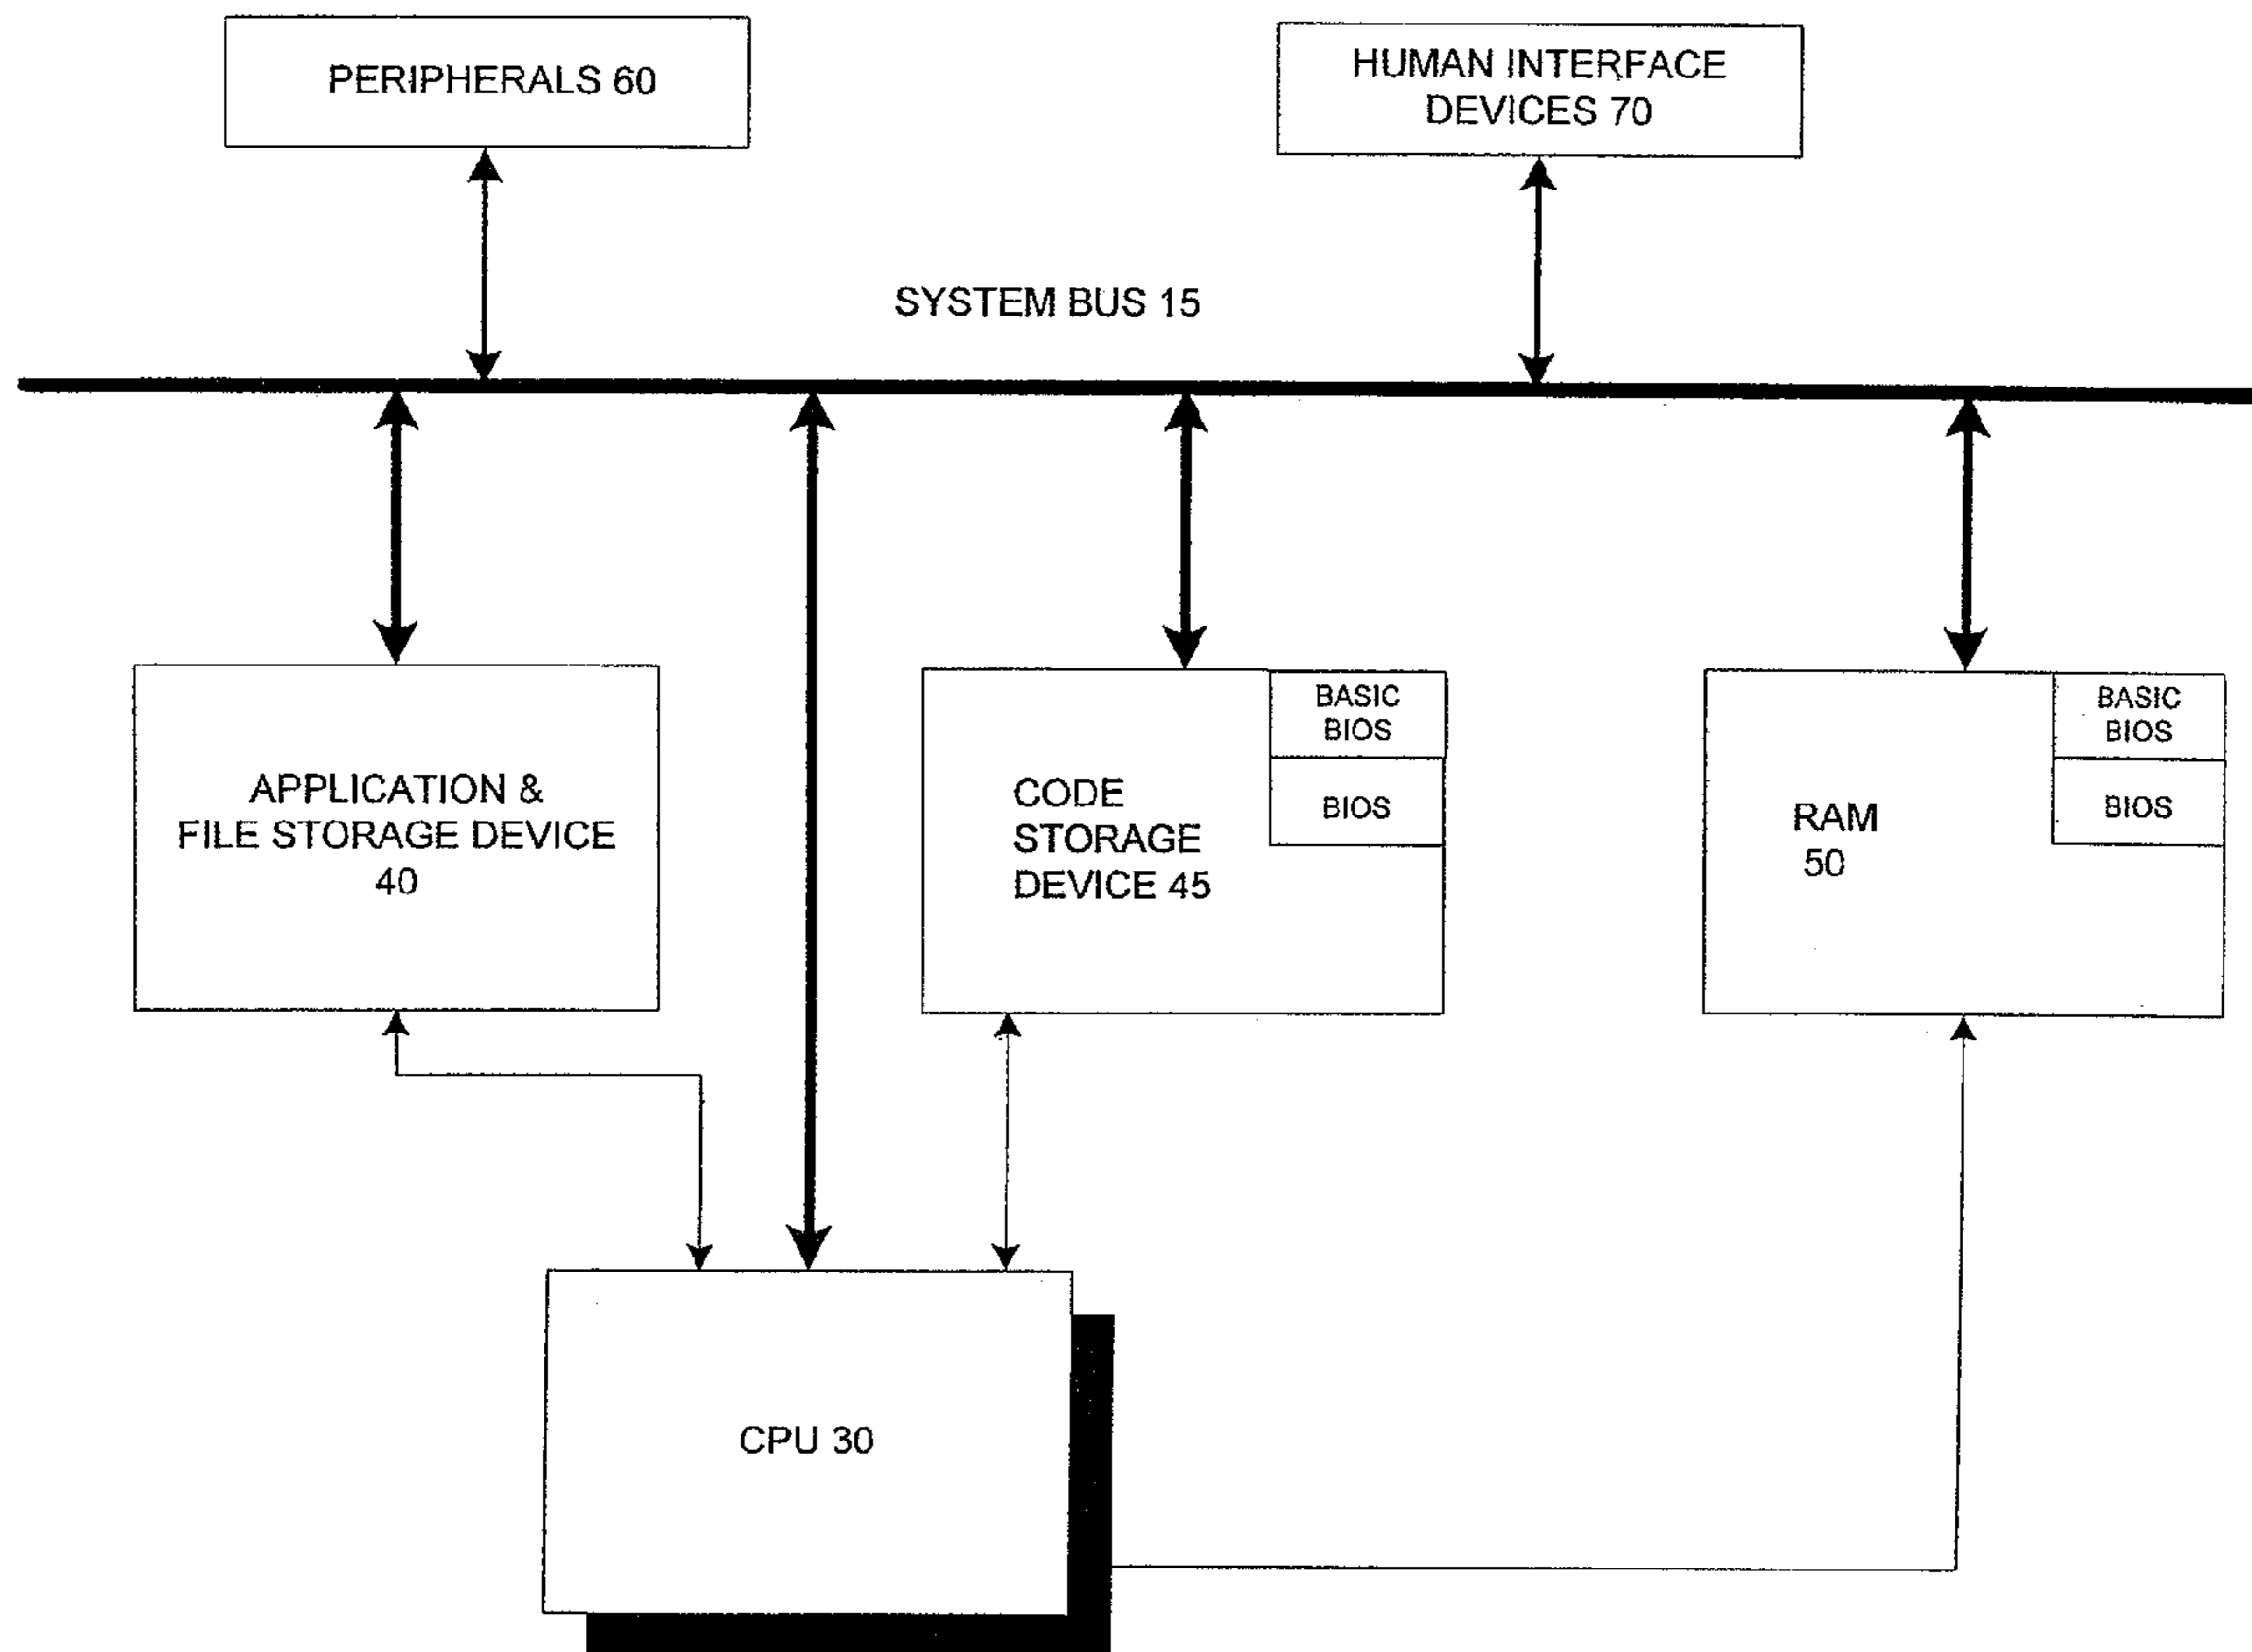 PERIPHERALS 60
HUMAN INTERFACE
DEVICES 70
SYSTEM BUS 15
APPLICATION &
FILE STORAGE DEVICE
40
CODE
STORAGE
DEVICE 45
BASIC
BIOS
BIOS
RAM
50
BASIC
BIOS
BIOS
CPU 30